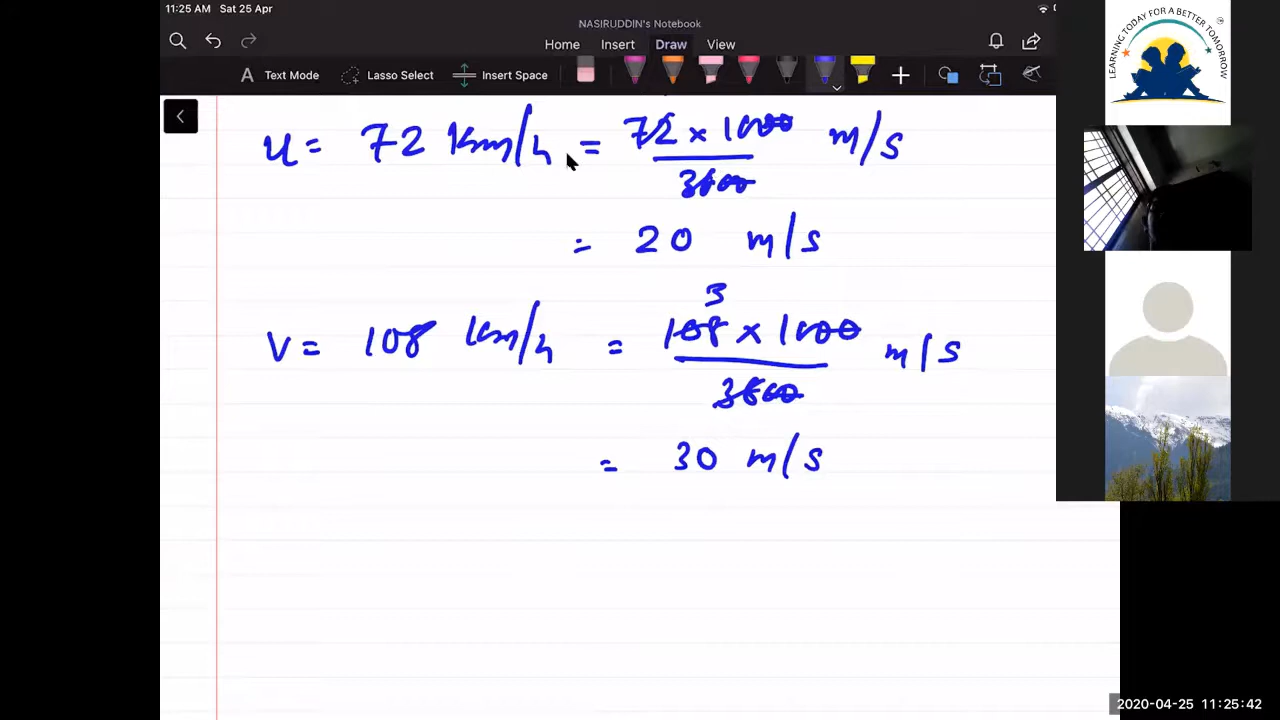 11:25 AM Sat 25 Apr
NASIRUDDIN's Notebook
Home Insert Draw View
Text Mode Lasso Select Insert Space
u = 72 Km/h = 72 x 1000 m/s
3600
= 20 m/s
3
V = 108 Km/h = 108 x 1000 m/s
3600
= 30 m/s
LEARNING TODAY FOR A BETTER TOMORROW
2020-04-25 11:25:42